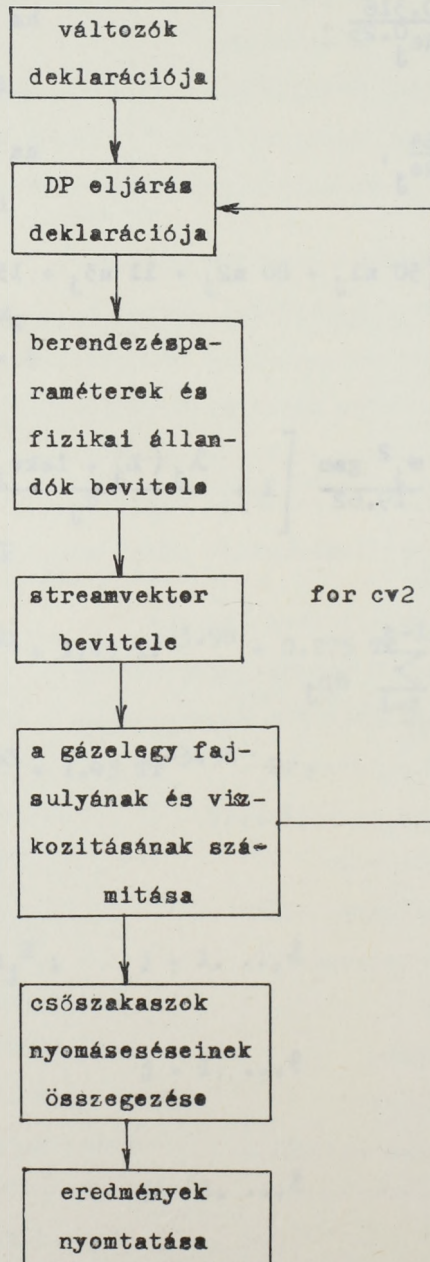 változók
deklarációja
DP eljárás
deklarációja
berendezéspa-
raméterek és
fizikai állan-
dók bevitele
streamvektor
bevitele
for cv2
a gázelegy faj-
sulyának és visz-
kozitásának szá-
mitása
csőszakaszok
nyomáseséseinek
összegezése
eredmények
nyomtatása